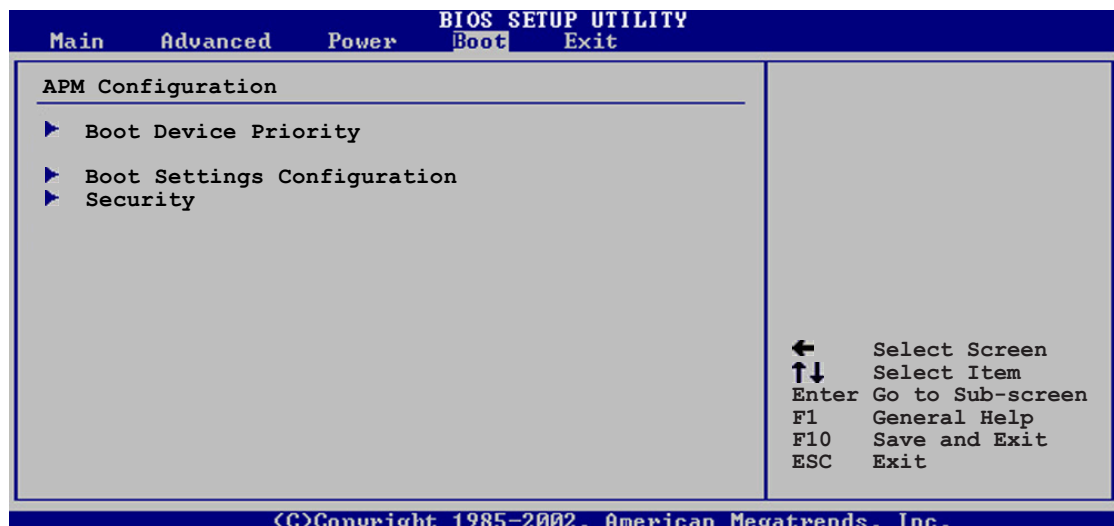 BIOS SETUP UTILITY
Main Advanced Power Boot Exit
APM Configuration
Boot Device Priority
Boot Settings Configuration
Security
← Select Screen
↑↓ Select Item
Enter Go to Sub-screen
F1 General Help
F10 Save and Exit
ESC Exit
(C)Copyright 1985-2002, American Megatrends, Inc.